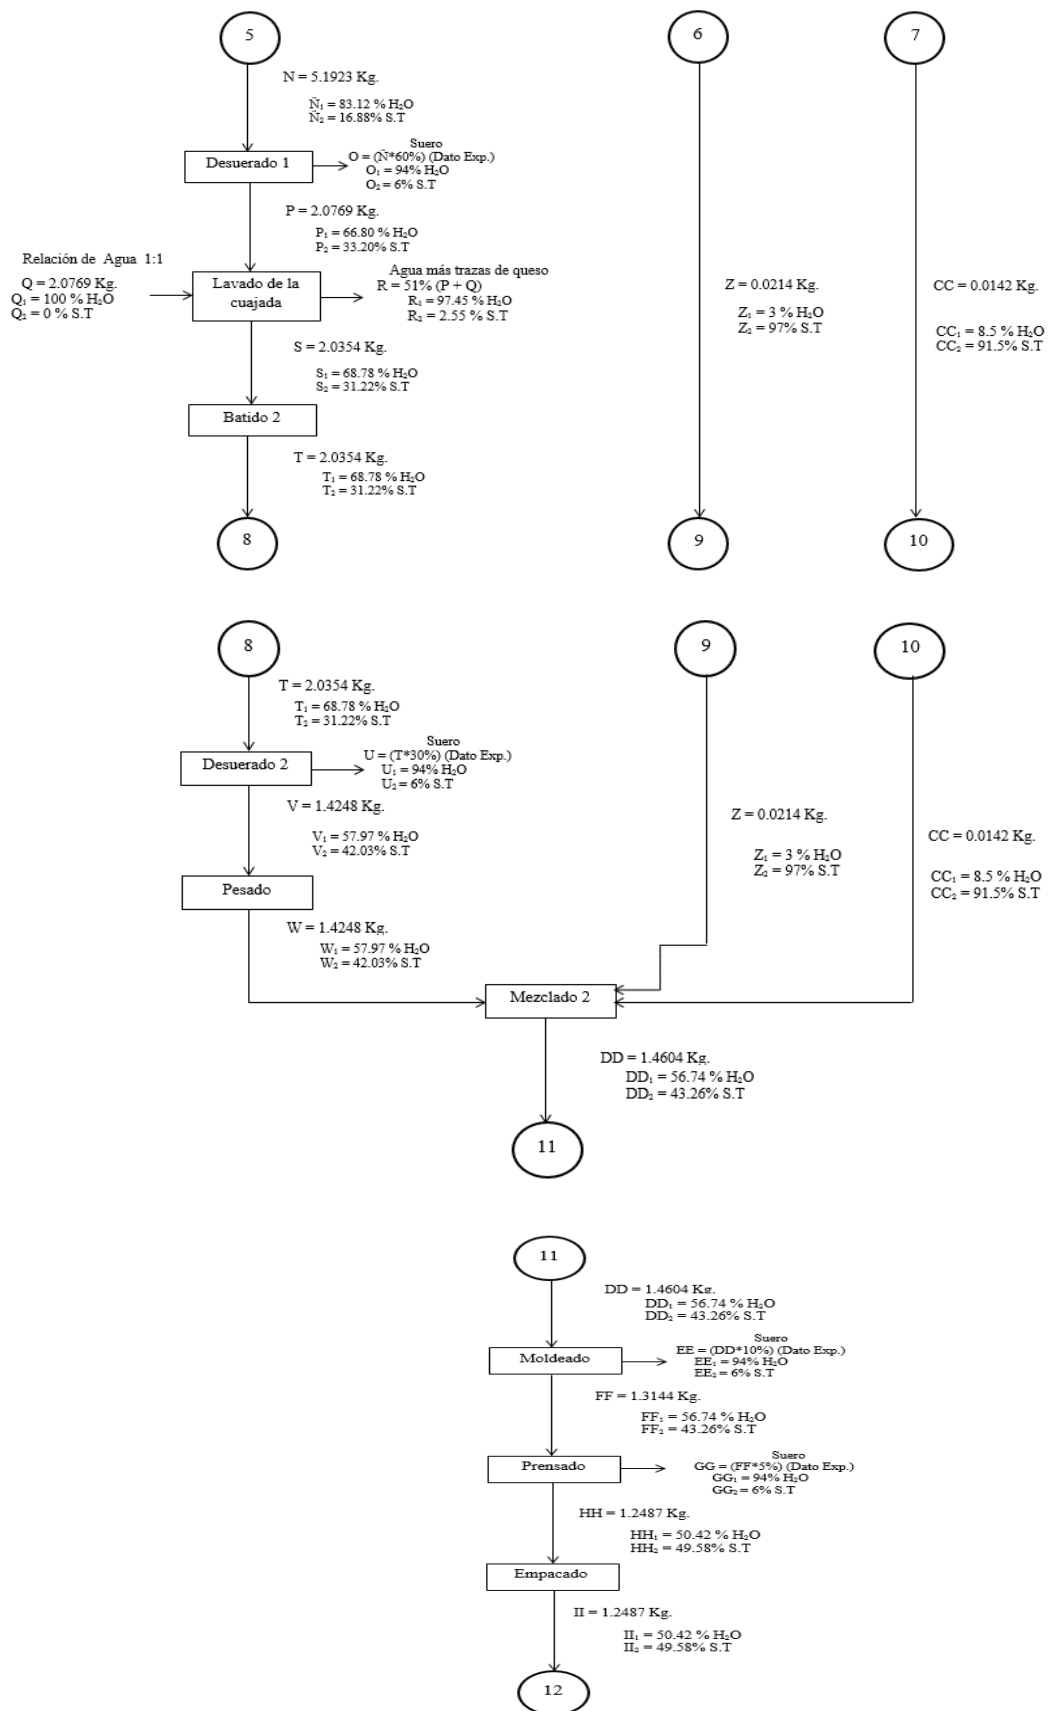 5
6
7
N = 5.1923 Kg.
N̈₁ = 83.12 % H₂O
N̈₂ = 16.88% S.T
Desuerado 1
Suero
O = (N̈*60%) (Dato Exp.)
O₁ = 94% H₂O
O₂ = 6% S.T
P = 2.0769 Kg.
P₁ = 66.80 % H₂O
P₂ = 33.20% S.T
Relación de Agua 1:1
Q = 2.0769 Kg.
Q₁ = 100 % H₂O
Q₂ = 0 % S.T
Lavado de la
cuajada
Agua más trazas de queso
R = 51% (P + Q)
R₁ = 97.45 % H₂O
R₂ = 2.55 % S.T
Z = 0.0214 Kg.
Z₁ = 3 % H₂O
Z₂ = 97% S.T
CC = 0.0142 Kg.
CC₁ = 8.5 % H₂O
CC₂ = 91.5% S.T
S = 2.0354 Kg.
S₁ = 68.78 % H₂O
S₂ = 31.22% S.T
Batido 2
T = 2.0354 Kg.
T₁ = 68.78 % H₂O
T₂ = 31.22% S.T
8
9
10
8
9
10
T = 2.0354 Kg.
T₁ = 68.78 % H₂O
T₂ = 31.22% S.T
Desuerado 2
Suero
U = (T*30%) (Dato Exp.)
U₁ = 94% H₂O
U₂ = 6% S.T
V = 1.4248 Kg.
V₁ = 57.97 % H₂O
V₂ = 42.03% S.T
Z = 0.0214 Kg.
Z₁ = 3 % H₂O
Z₂ = 97% S.T
CC = 0.0142 Kg.
CC₁ = 8.5 % H₂O
CC₂ = 91.5% S.T
Pesado
W = 1.4248 Kg.
W₁ = 57.97 % H₂O
W₂ = 42.03% S.T
Mezclado 2
DD = 1.4604 Kg.
DD₁ = 56.74 % H₂O
DD₂ = 43.26% S.T
11
11
DD = 1.4604 Kg.
DD₁ = 56.74 % H₂O
DD₂ = 43.26% S.T
Moldeado
Suero
EE = (DD*10%) (Dato Exp.)
EE₁ = 94% H₂O
EE₂ = 6% S.T
FF = 1.3144 Kg.
FF₁ = 56.74 % H₂O
FF₂ = 43.26% S.T
Prensado
Suero
GG = (FF*5%) (Dato Exp.)
GG₁ = 94% H₂O
GG₂ = 6% S.T
HH = 1.2487 Kg.
HH₁ = 50.42 % H₂O
HH₂ = 49.58% S.T
Empacado
II = 1.2487 Kg.
II₁ = 50.42 % H₂O
II₂ = 49.58% S.T
12